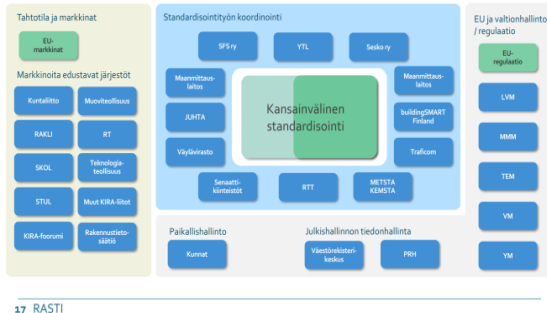 Tahtotila ja markkinat
EU-
markkinat
Markkinoita edustavat järjestöt
Kuntaliitto
Muoviteollisuus
RAKLI
RT
SKOL
Teknologia-
teollisuus
STUL
Muut KIRA-liitot
KIRA-foorumi
Rakennustieto-
säätiö
Standardisointityön koordinointi
SFS ry
YTL
Sesko ry
Maanmittaus-
laitos
JUHTA
Väylävirasto
Kansainvälinen
standardisointi
Maanmittaus-
laitos
buildingSMART
Finland
Traficom
Senaatti-
kiinteistöt
RTT
METSTA
KEMSTA
Paikallishallinto
Kunnat
Julkishallinnon tiedonhallinta
Väestörekisteri-
keskus
PRH
EU ja valtionhallinto
/ regulaatio
EU-
regulaatio
LVM
MMM
TEM
VM
YM
17 RASTI